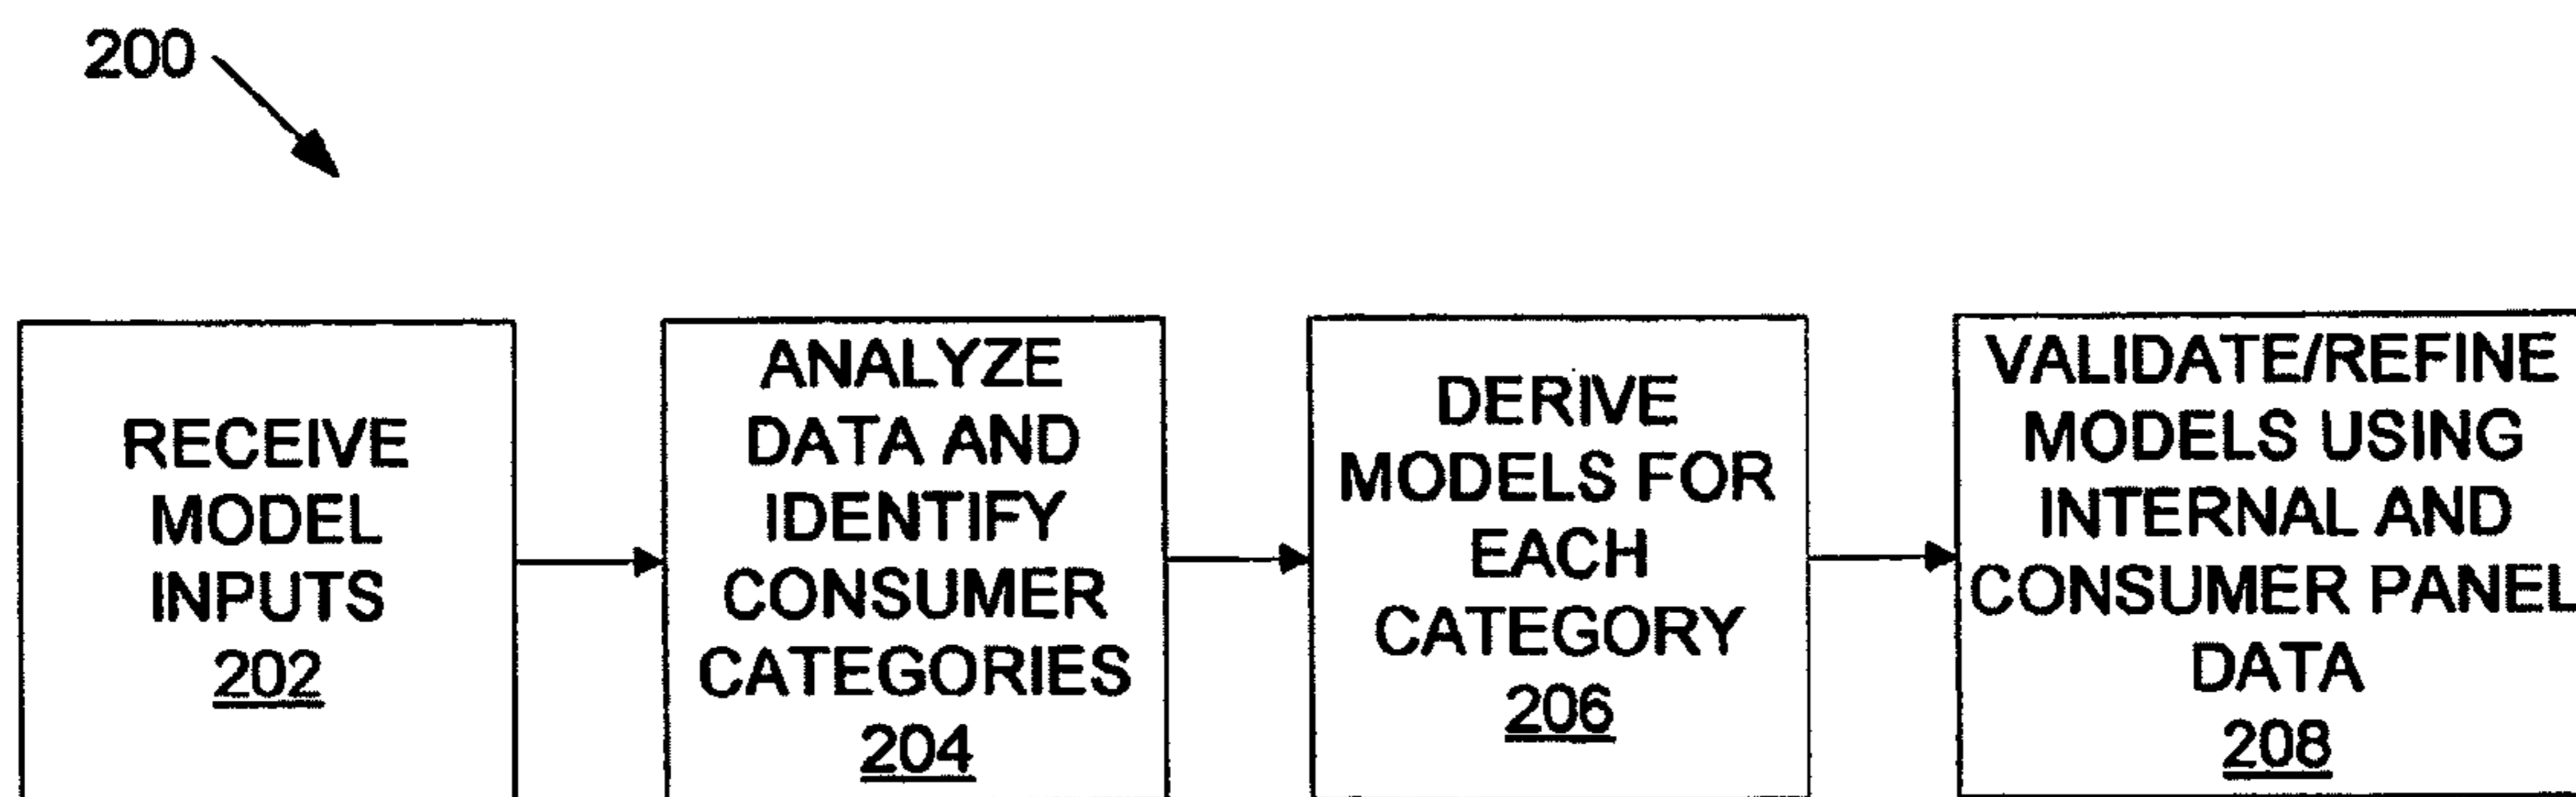 200
RECEIVE
MODEL
INPUTS
202
ANALYZE
DATA AND
IDENTIFY
CONSUMER
CATEGORIES
204
DERIVE
MODELS FOR
EACH
CATEGORY
206
VALIDATE/REFINE
MODELS USING
INTERNAL AND
CONSUMER PANEL
DATA
208